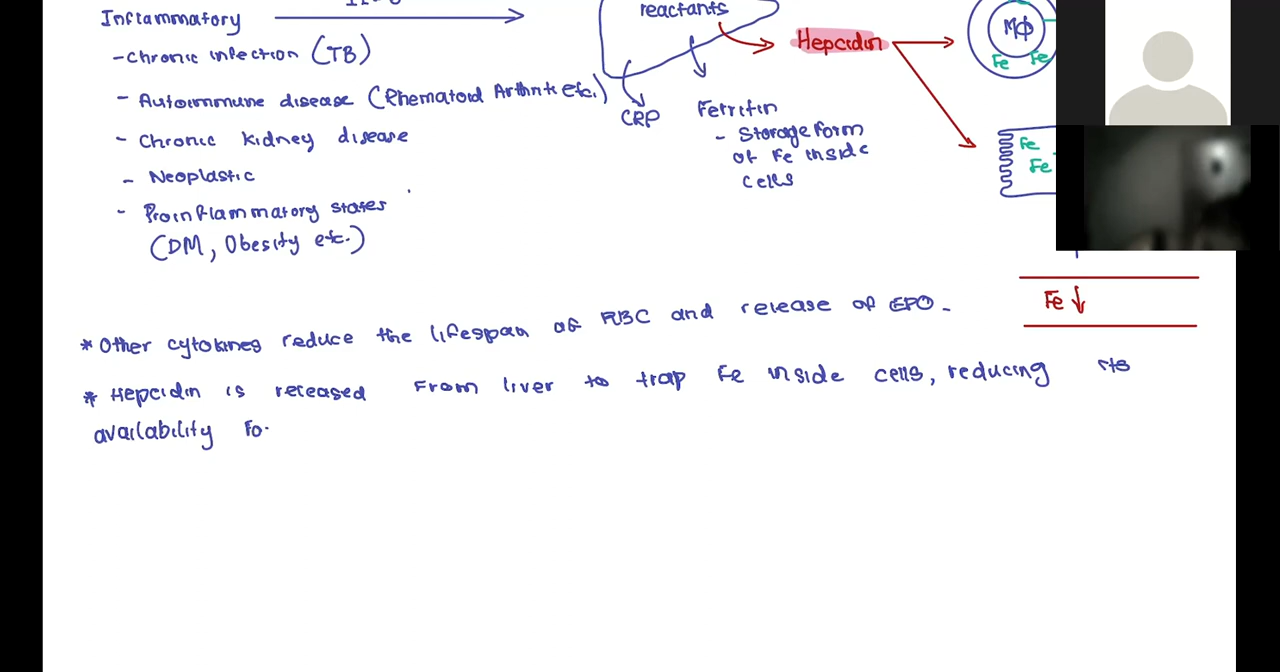 Inflammatory
reactants
- Chronic infection (TB)
Hepcidin
MΦ
Fe Fe
- Autoimmune disease (Rhematoid Arthritis etc.)
CRP
Ferritin
- Chronic kidney disease
- Storage form
of Fe inside
cells
Fe
Fe
- Neoplastic
- Proinflammatory states
(DM, Obesity etc.)
Fe ↓
* Other cytokines reduce the lifespan of RBC and release of EPO.
* Hepcidin is released from liver to trap Fe inside cells, reducing its
availability Fo